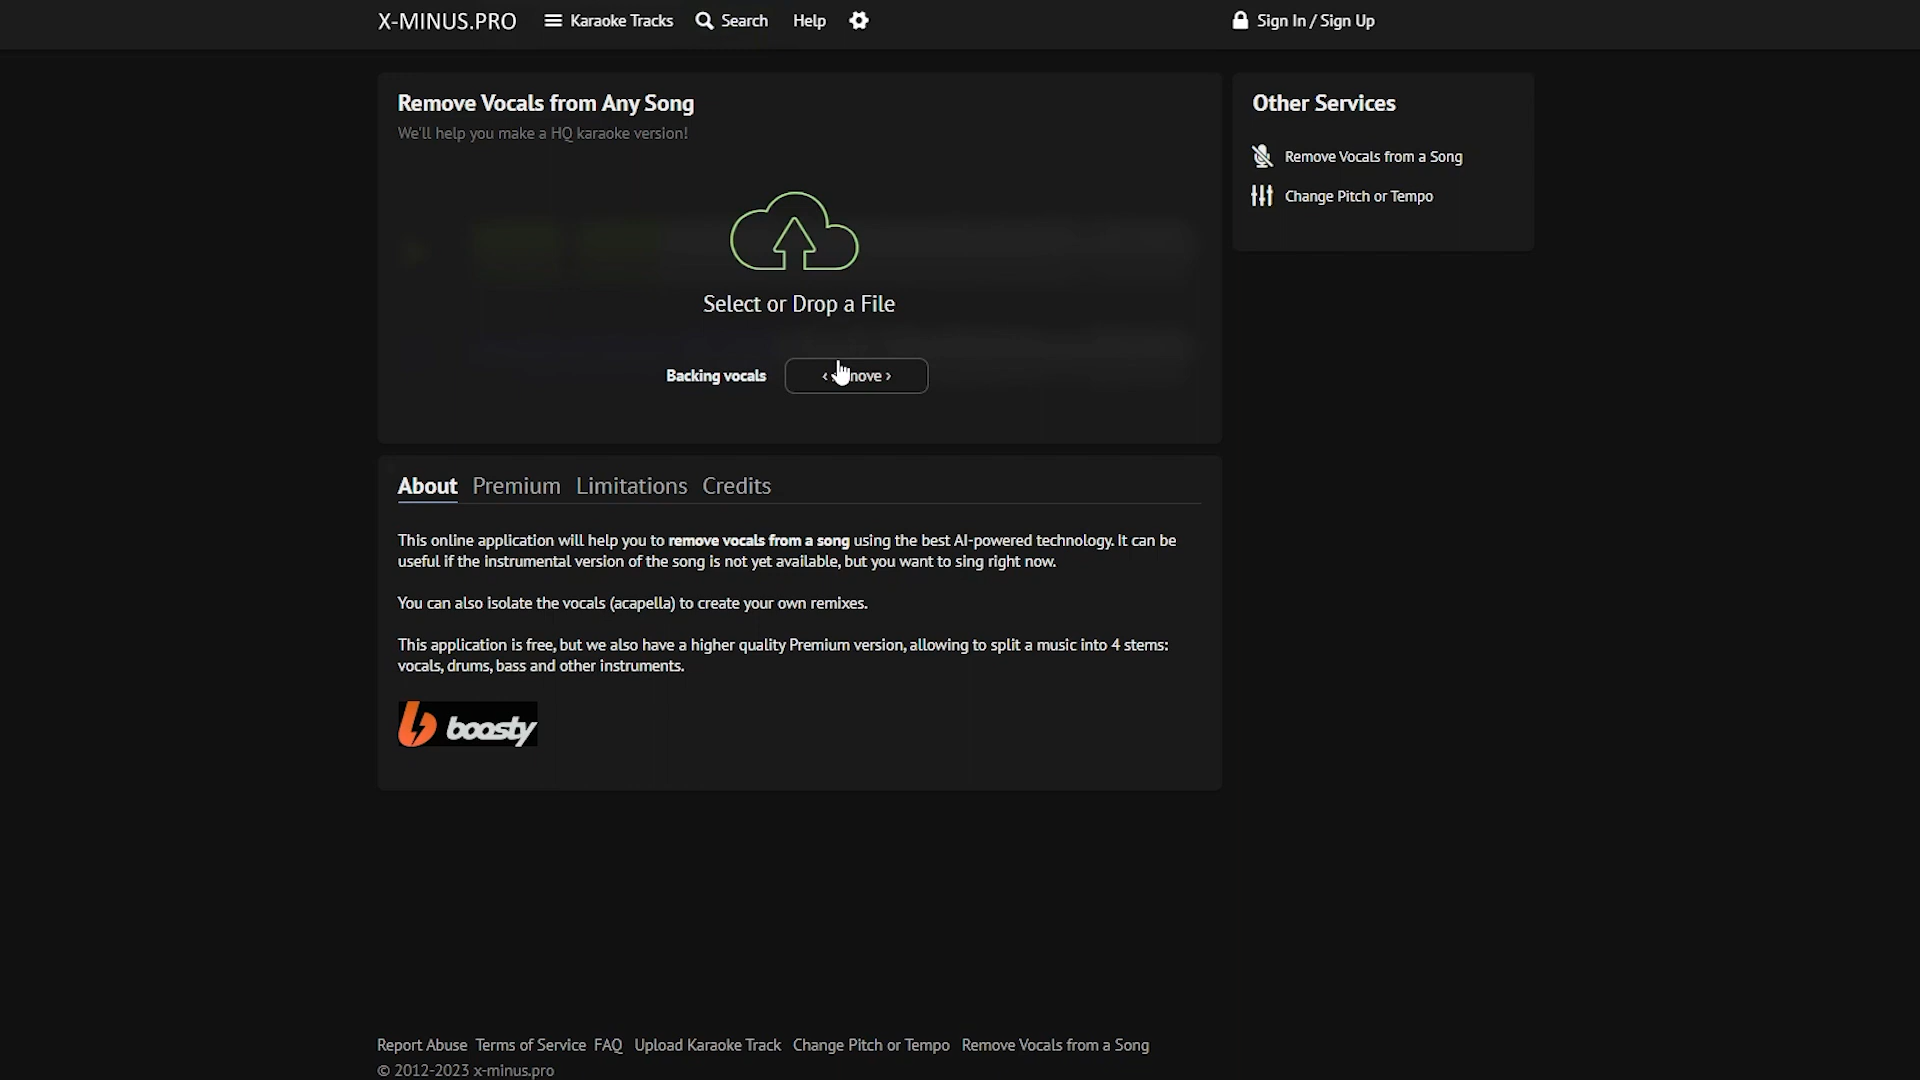 X-MINUS.PRO Karaoke Tracks Search Help Sign In / Sign Up
Remove Vocals from Any Song
We'll help you make a HQ karaoke version!
Select or Drop a File
Backing vocals
Other Services
Remove Vocals from a Song
Change Pitch or Tempo
About Premium Limitations Credits
This online application will help you to remove vocals from a song using the best AI-powered technology. It can be
useful if the instrumental version of the song is not yet available, but you want to sing right now.
You can also isolate the vocals (acapella) to create your own remixes.
This application is free, but we also have a higher quality Premium version, allowing to split a music into 4 stems:
vocals, drums, bass and other instruments.
boosty
Report Abuse Terms of Service FAQ Upload Karaoke Track Change Pitch or Tempo Remove Vocals from a Song
© 2012-2023 x-minus.pro